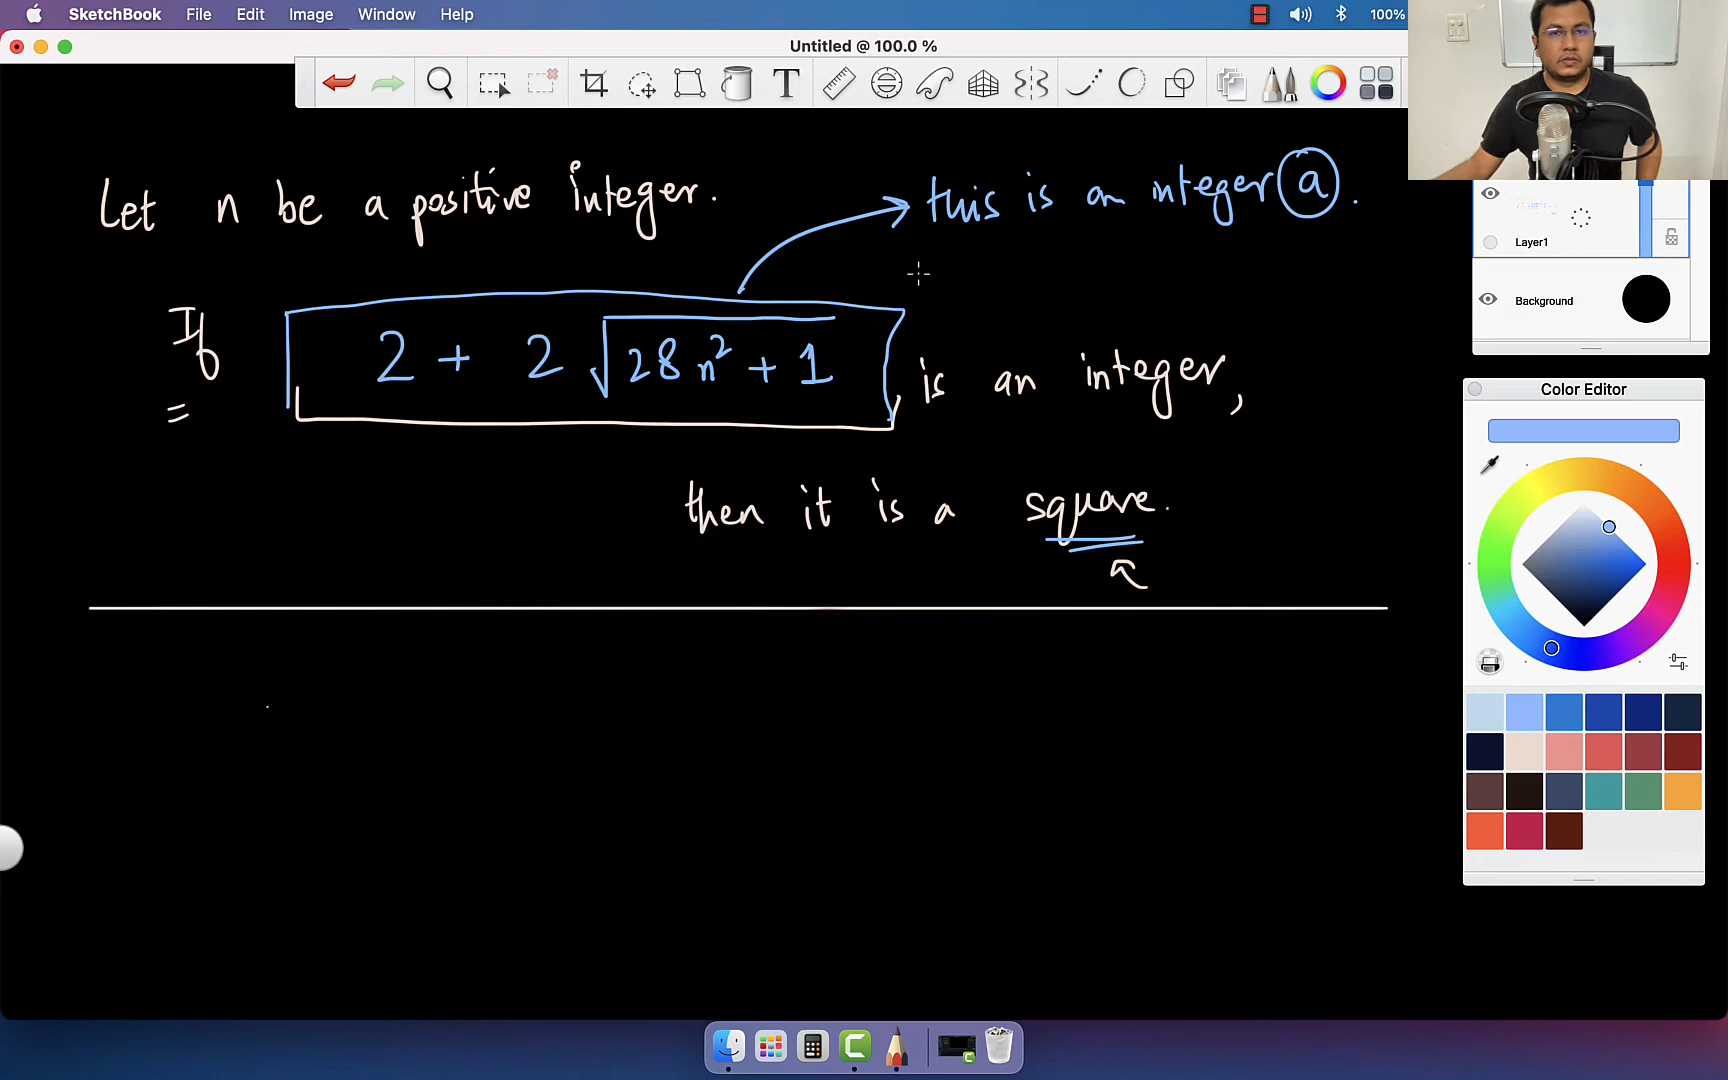 SketchBook File Edit Image Window Help 100%
Untitled @ 100.0 %
T
Let n be a positive integer.
this is an integer a.
Layer1
Background
If 2 + 2 √28n² + 1, is an integer,
=
then it is a square.
Color Editor